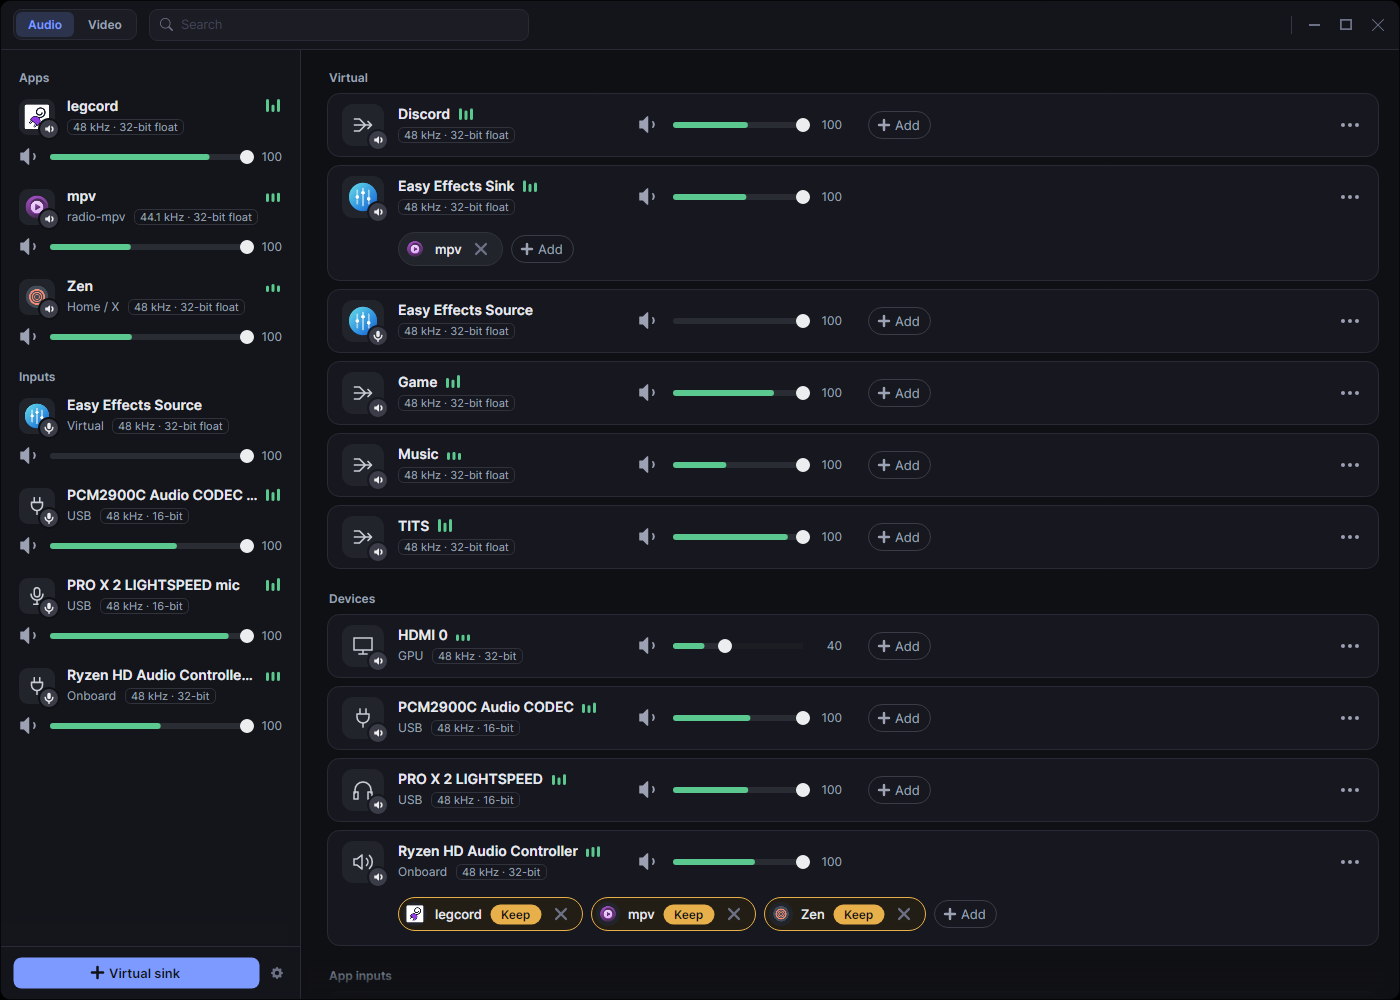 Audio Video Search
Apps
legcord
48 kHz · 32-bit float
100
mpv
radio-mpv 44.1 kHz · 32-bit float
100
Zen
Home / X 48 kHz · 32-bit float
100
Inputs
Easy Effects Source
Virtual 48 kHz · 32-bit float
100
PCM2900C Audio CODEC ...
USB 48 kHz · 16-bit
100
PRO X 2 LIGHTSPEED mic
USB 48 kHz · 16-bit
100
Ryzen HD Audio Controlle...
Onboard 48 kHz · 32-bit
100
Virtual sink
Virtual
Discord
48 kHz · 32-bit float
100 Add
Easy Effects Sink
48 kHz · 32-bit float
100
mpv Add
Easy Effects Source
48 kHz · 32-bit float
100 Add
Game
48 kHz · 32-bit float
100 Add
Music
48 kHz · 32-bit float
100 Add
TITS
48 kHz · 32-bit float
100 Add
Devices
HDMI 0
GPU 48 kHz · 32-bit
40 Add
PCM2900C Audio CODEC
USB 48 kHz · 16-bit
100 Add
PRO X 2 LIGHTSPEED
USB 48 kHz · 16-bit
100 Add
Ryzen HD Audio Controller
Onboard 48 kHz · 32-bit
100
legcord Keep mpv Keep Zen Keep Add
App inputs